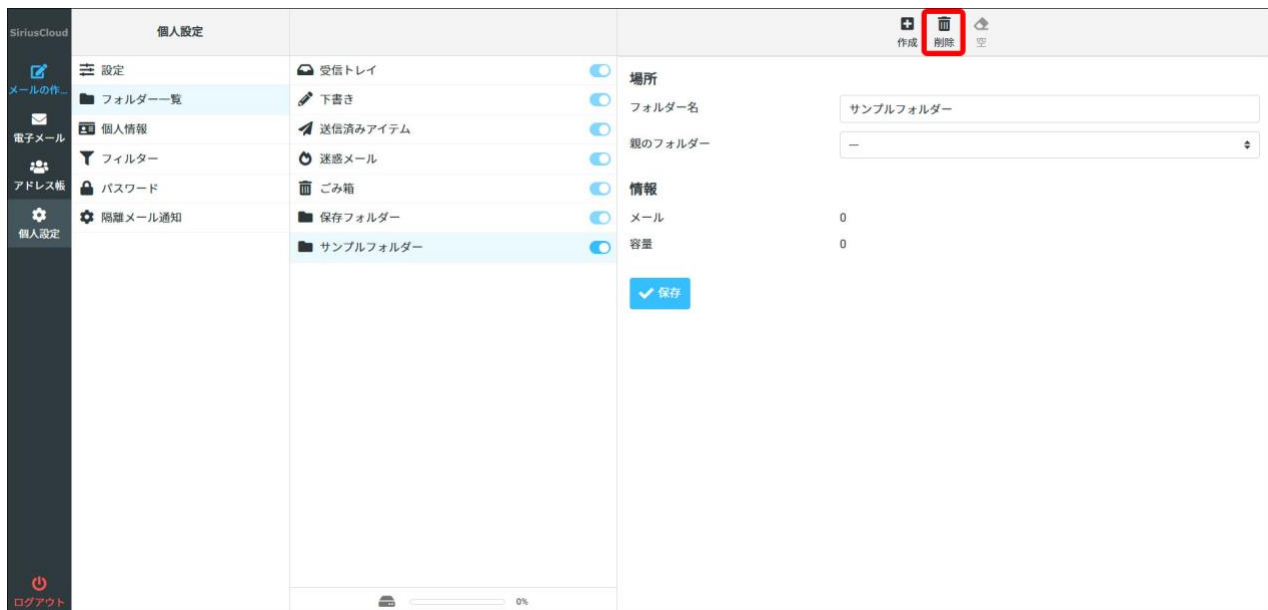 SiriusCloud
メールの作...
電子メール
アドレス帳
個人設定
ログアウト
個人設定
設定
フォルダー一覧
個人情報
フィルター
パスワード
隔離メール通知
受信トレイ
下書き
送信済みアイテム
迷惑メール
ごみ箱
保存フォルダー
サンプルフォルダー
0%
作成 削除 空
場所
フォルダー名 サンプルフォルダー
親のフォルダー ---
情報
メール 0
容量 0
保存